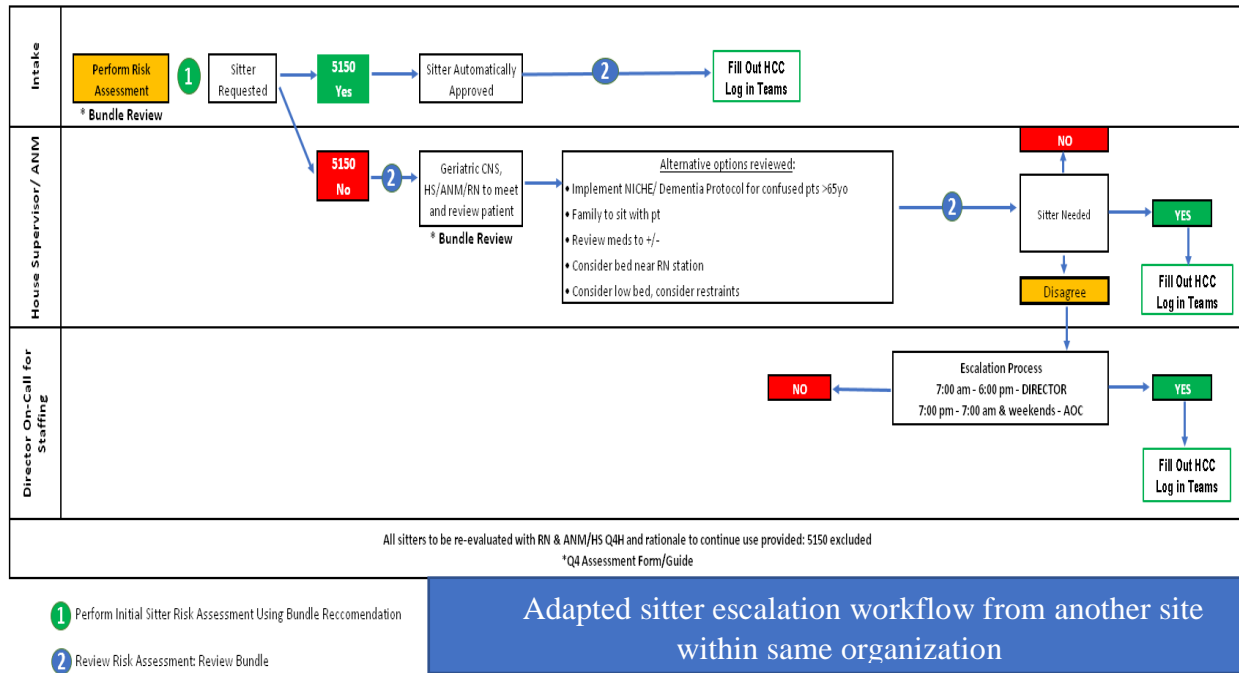 Intake
Perform Risk
Assessment
* Bundle Review
1
Sitter
Requested
5150
Yes
Sitter Automatically
Approved
2
Fill Out HCC
Log in Teams
House Supervisor/ ANM
5150
No
2
Geriatric CNS,
HS/ANM/RN to meet
and review patient
* Bundle Review
Alternative options reviewed:
• Implement NICHE/ Dementia Protocol for confused pts >65yo
• Family to sit with pt
• Review meds to +/-
• Consider bed near RN station
• Consider low bed, consider restraints
2
NO
Sitter Needed
YES
Fill Out HCC
Log in Teams
Disagree
Director On-Call for
Staffing
Escalation Process
7:00 am - 6:00 pm - DIRECTOR
7:00 pm - 7:00 am & weekends - AOC
NO
YES
Fill Out HCC
Log in Teams
All sitters to be re-evaluated with RN & ANM/HS Q4H and rationale to continue use provided: 5150 excluded
*Q4 Assessment Form/Guide
1 Perform Initial Sitter Risk Assessment Using Bundle Reccomendation
2 Review Risk Assessment: Review Bundle
Adapted sitter escalation workflow from another site
within same organization